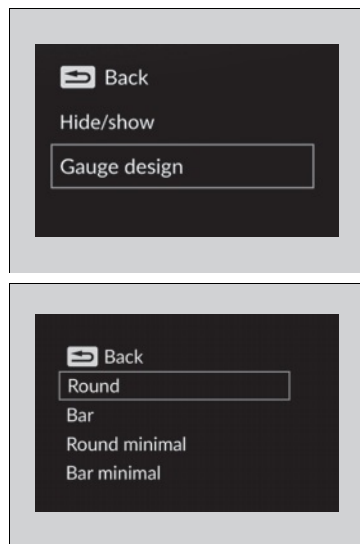 Back
Hide/show
Gauge design
Back
Round
Bar
Round minimal
Bar minimal